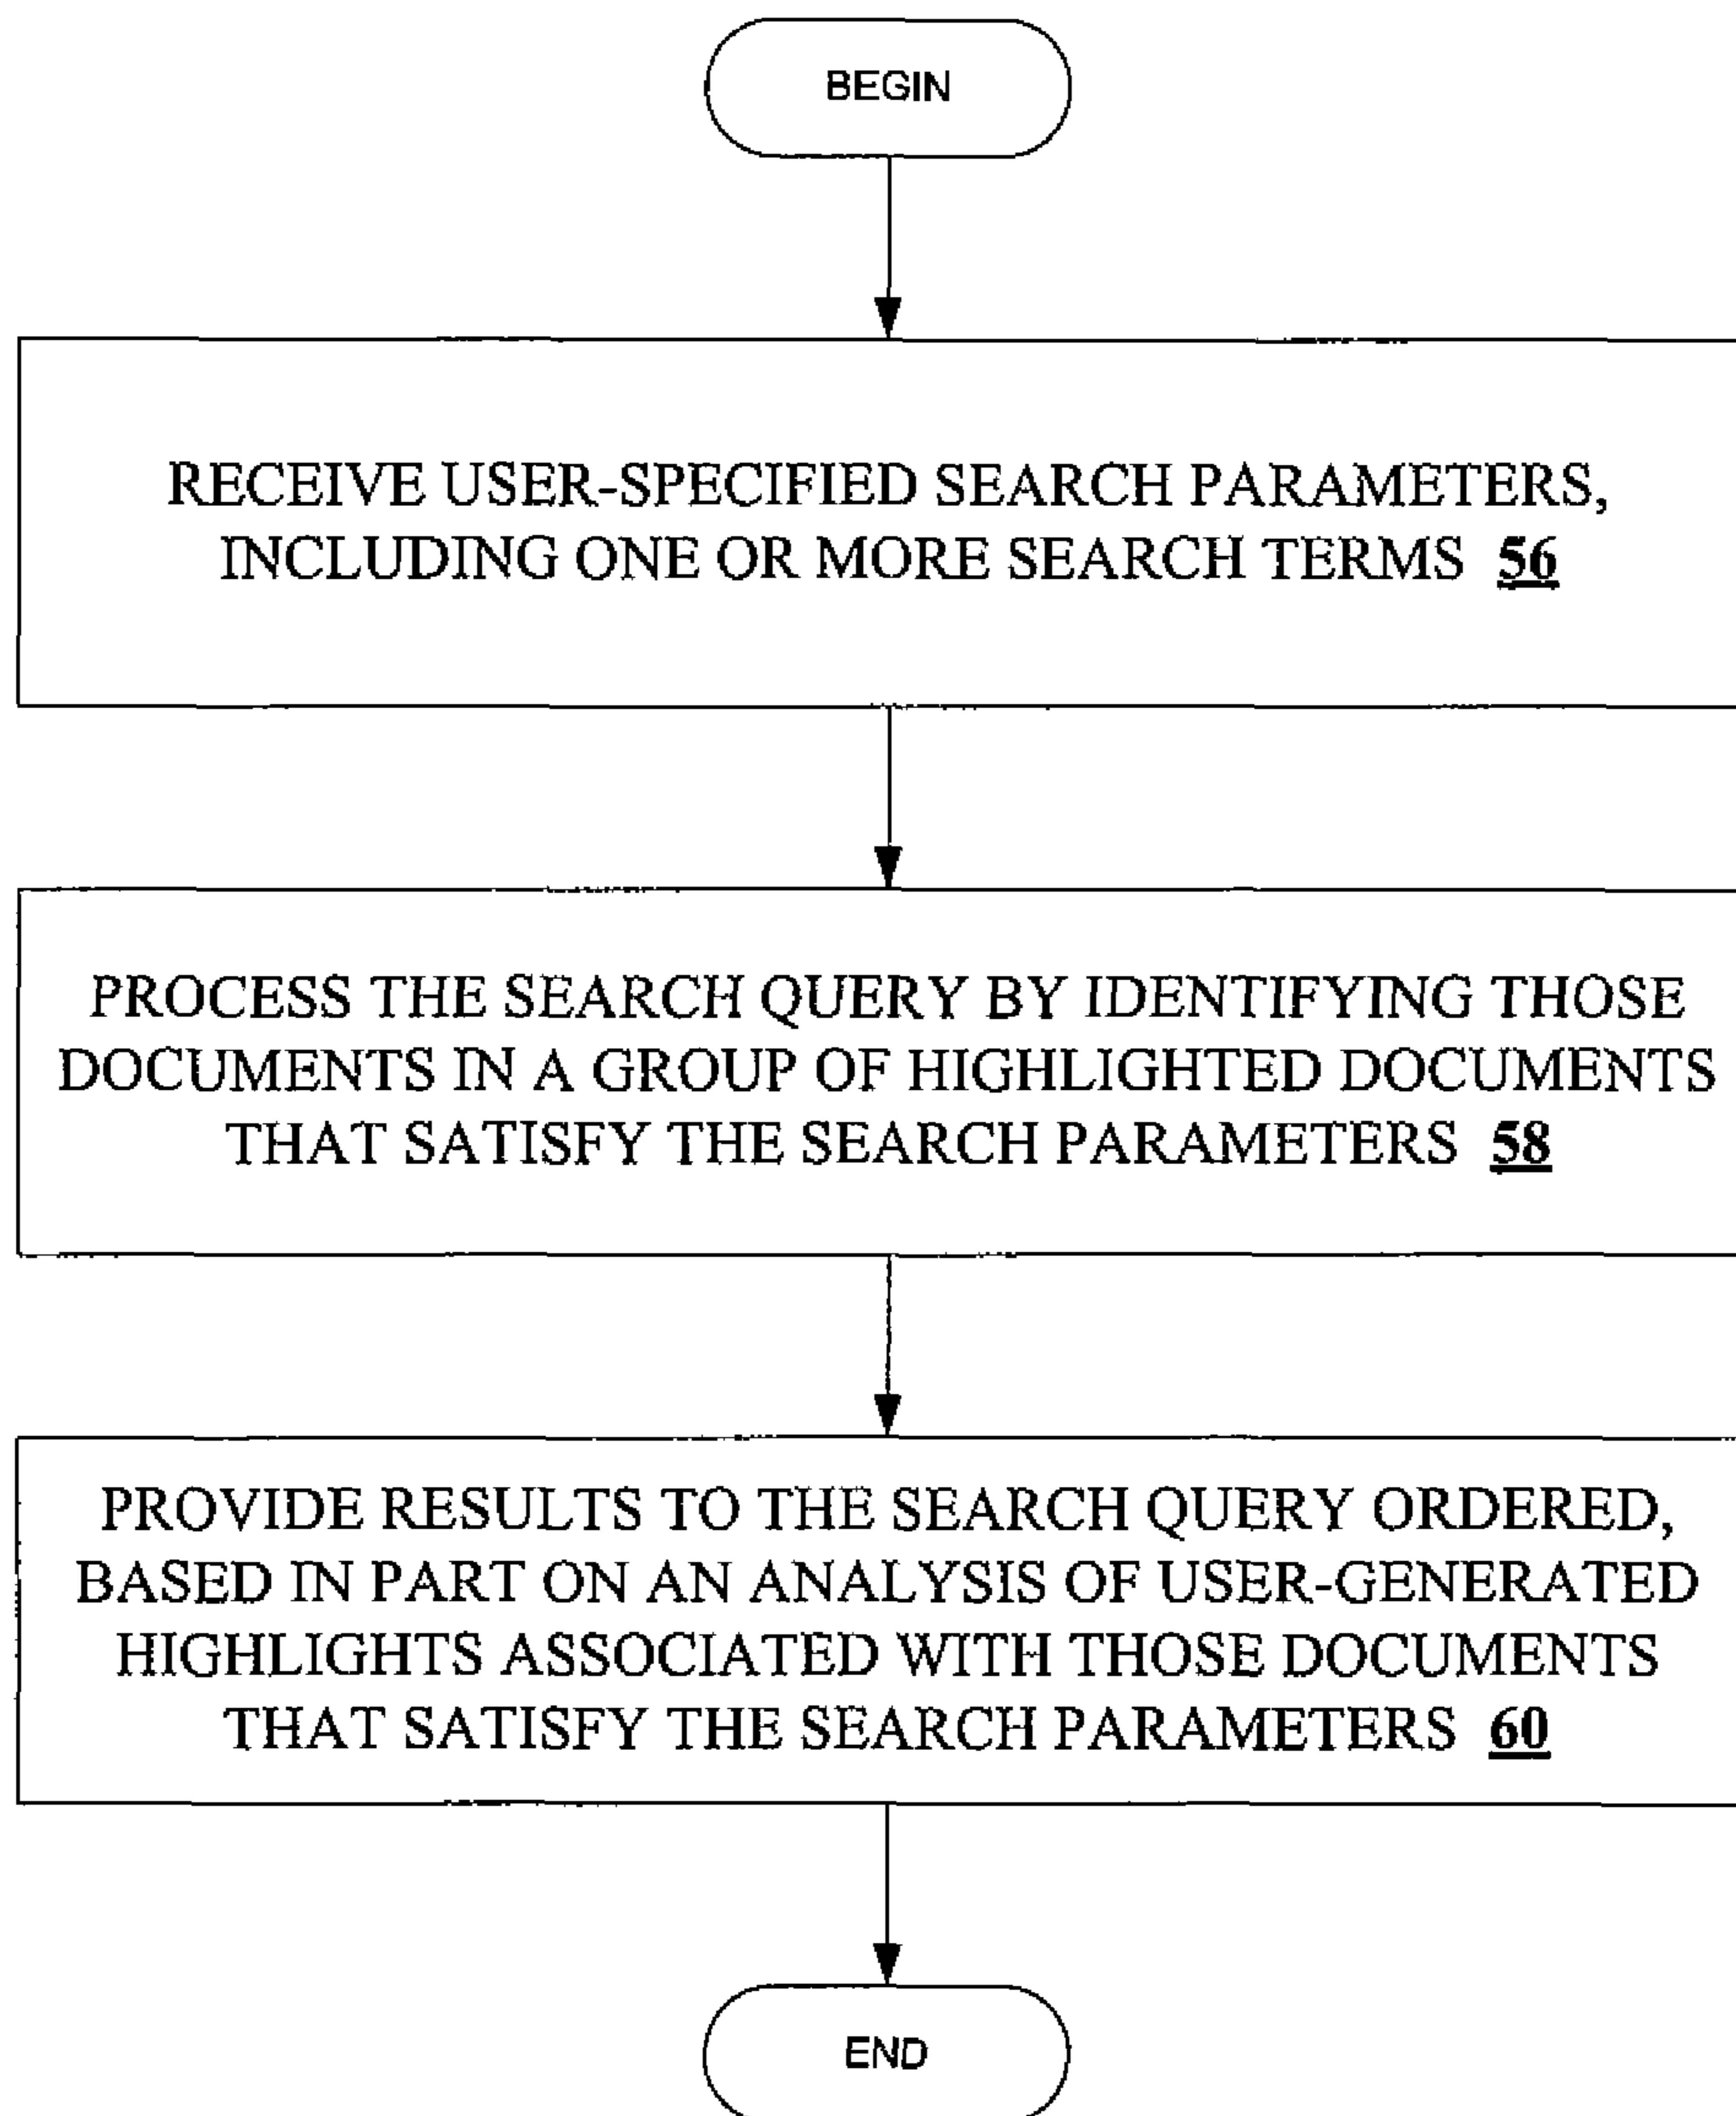 BEGIN
RECEIVE USER-SPECIFIED SEARCH PARAMETERS,
INCLUDING ONE OR MORE SEARCH TERMS 56
PROCESS THE SEARCH QUERY BY IDENTIFYING THOSE
DOCUMENTS IN A GROUP OF HIGHLIGHTED DOCUMENTS
THAT SATISFY THE SEARCH PARAMETERS 58
PROVIDE RESULTS TO THE SEARCH QUERY ORDERED,
BASED IN PART ON AN ANALYSIS OF USER-GENERATED
HIGHLIGHTS ASSOCIATED WITH THOSE DOCUMENTS
THAT SATISFY THE SEARCH PARAMETERS 60
END